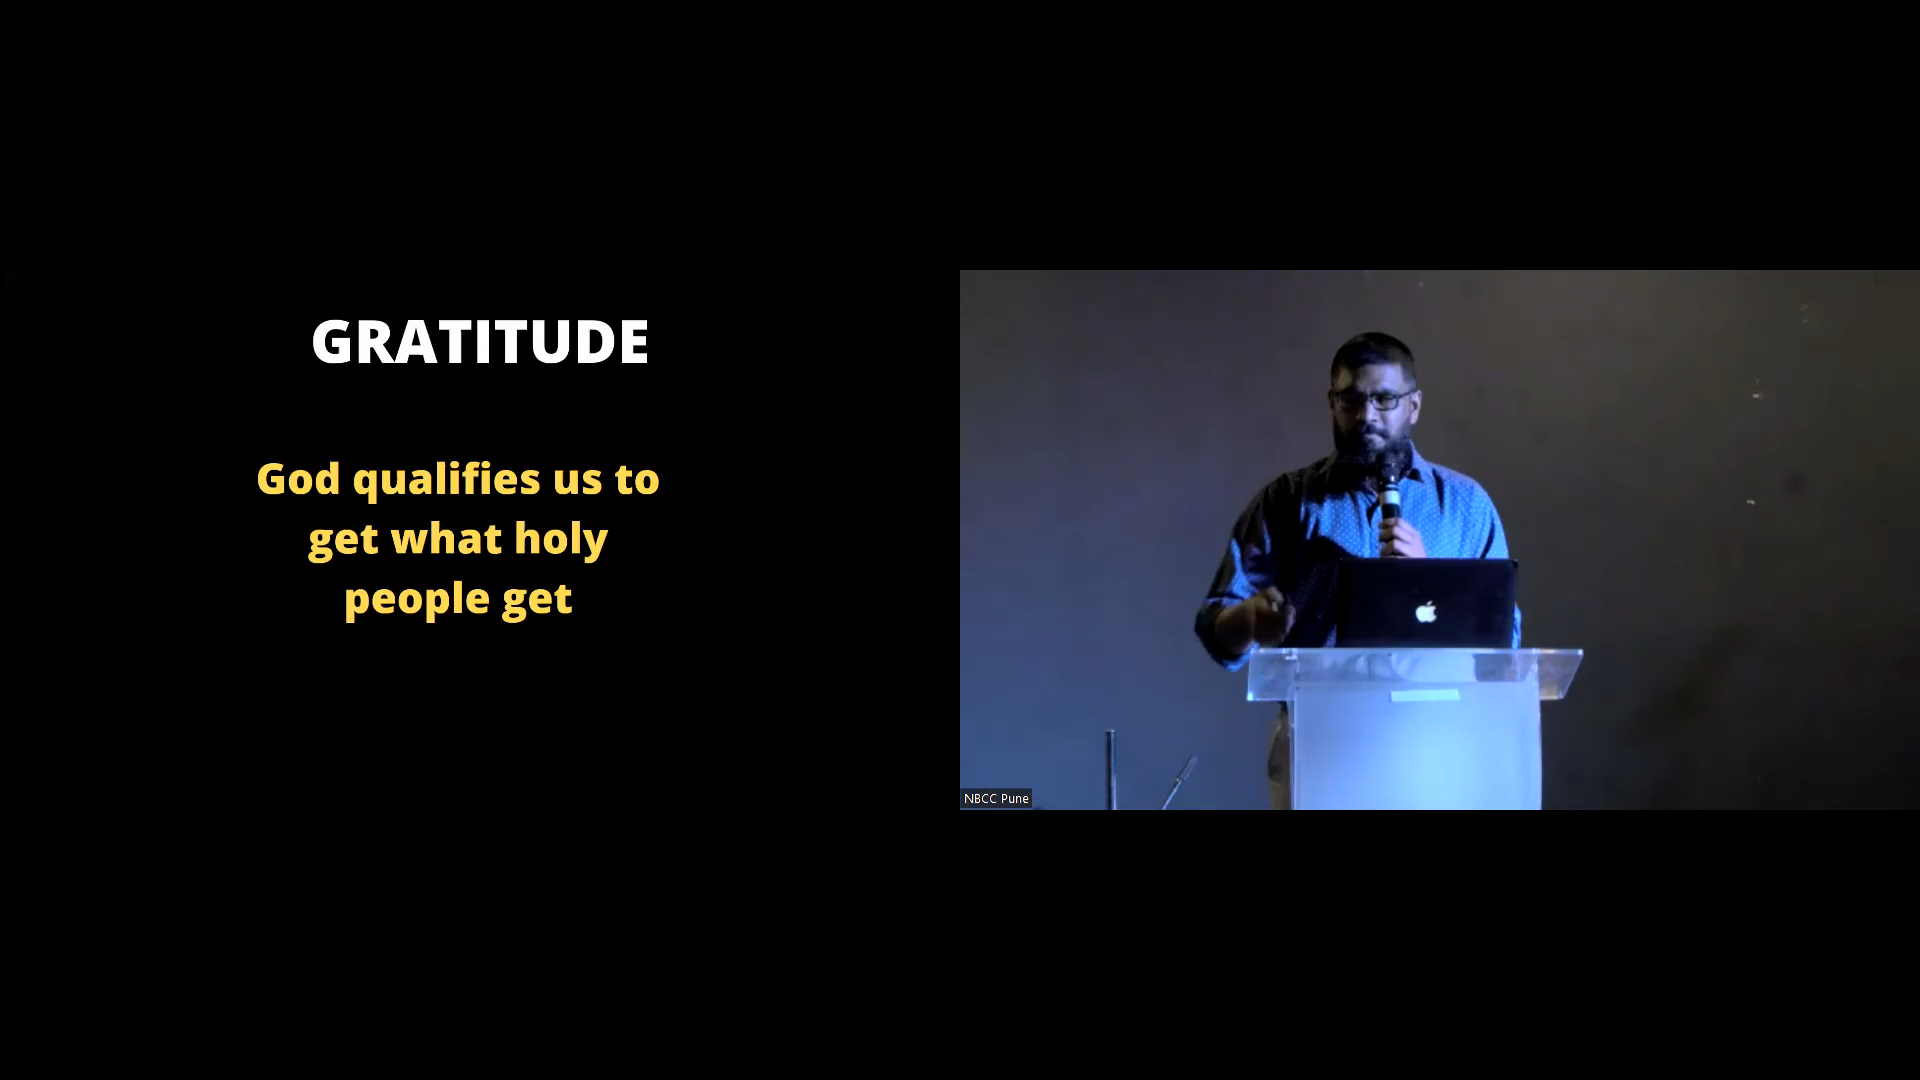 GRATITUDE
God qualifies us to
get what holy
people get
NBCC Pune